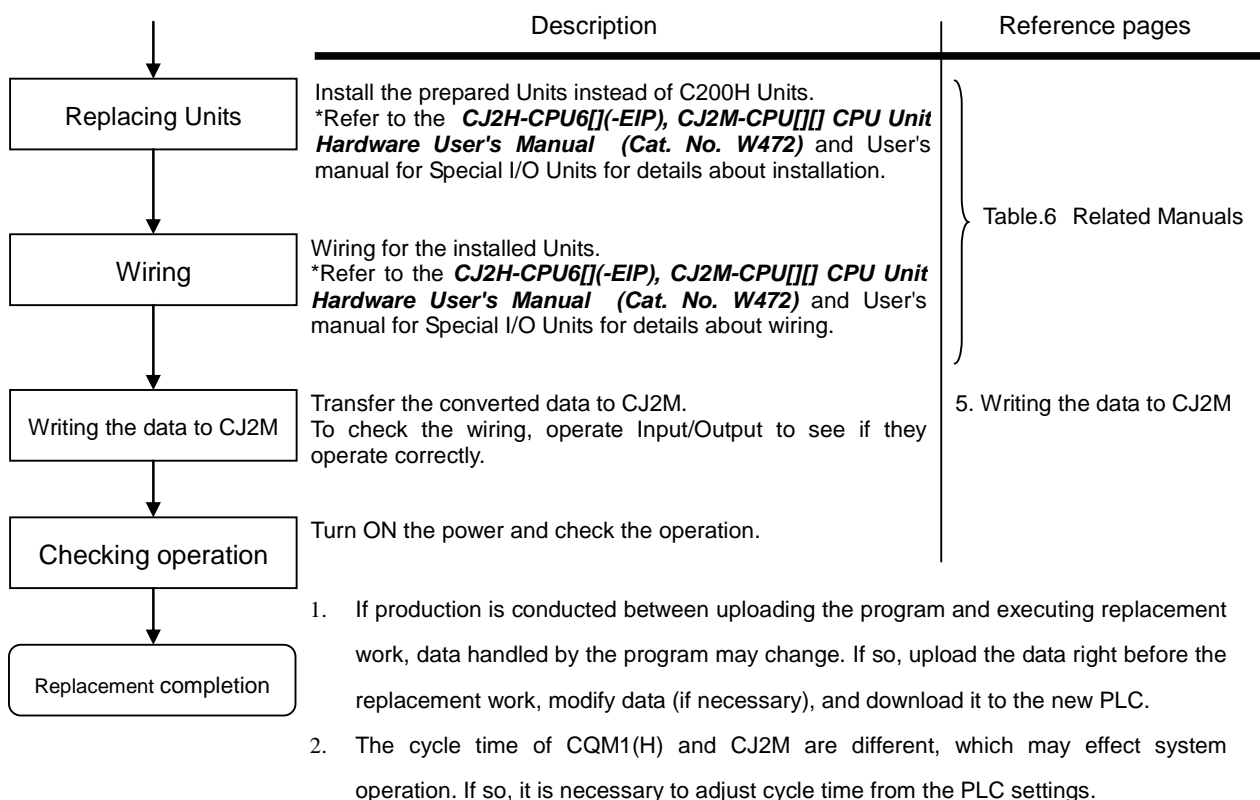 Description Reference pages
Replacing Units
Install the prepared Units instead of C200H Units.
*Refer to the CJ2H-CPU6[](-EIP), CJ2M-CPU[][] CPU Unit
Hardware User's Manual (Cat. No. W472) and User's
manual for Special I/O Units for details about installation.
Table.6 Related Manuals
Wiring
Wiring for the installed Units.
*Refer to the CJ2H-CPU6[](-EIP), CJ2M-CPU[][] CPU Unit
Hardware User's Manual (Cat. No. W472) and User's
manual for Special I/O Units for details about wiring.
Writing the data to CJ2M
Transfer the converted data to CJ2M.
To check the wiring, operate Input/Output to see if they
operate correctly.
5. Writing the data to CJ2M
Checking operation
Turn ON the power and check the operation.
Replacement completion
1. If production is conducted between uploading the program and executing replacement
work, data handled by the program may change. If so, upload the data right before the
replacement work, modify data (if necessary), and download it to the new PLC.
2. The cycle time of CQM1(H) and CJ2M are different, which may effect system
operation. If so, it is necessary to adjust cycle time from the PLC settings.